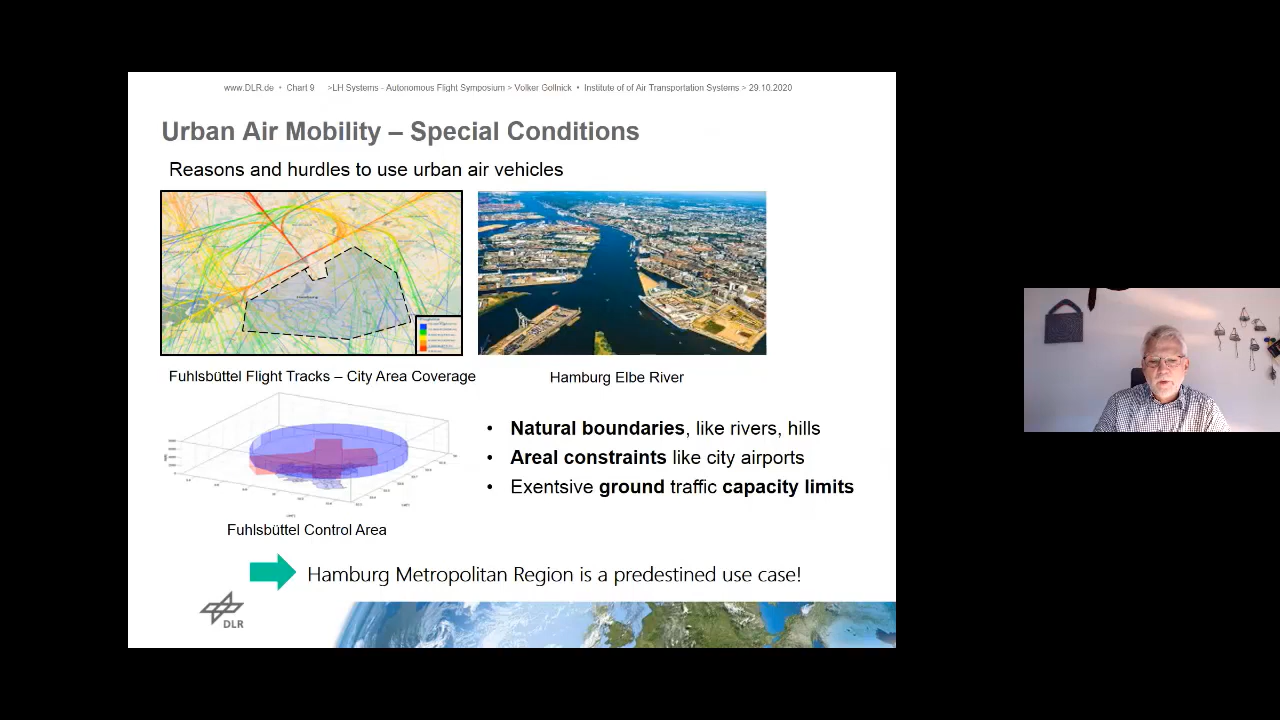 www.DLR.de • Chart 9 >LH Systems - Autonomous Flight Symposium > Volker Gollnick • Institute of of Air Transportation Systems > 29.10.2020
Urban Air Mobility – Special Conditions
Reasons and hurdles to use urban air vehicles
Fuhlsbüttel Flight Tracks – City Area Coverage
Hamburg Elbe River
• Natural boundaries, like rivers, hills
• Areal constraints like city airports
• Exentsive ground traffic capacity limits
Fuhlsbüttel Control Area
Hamburg Metropolitan Region is a predestined use case!
DLR